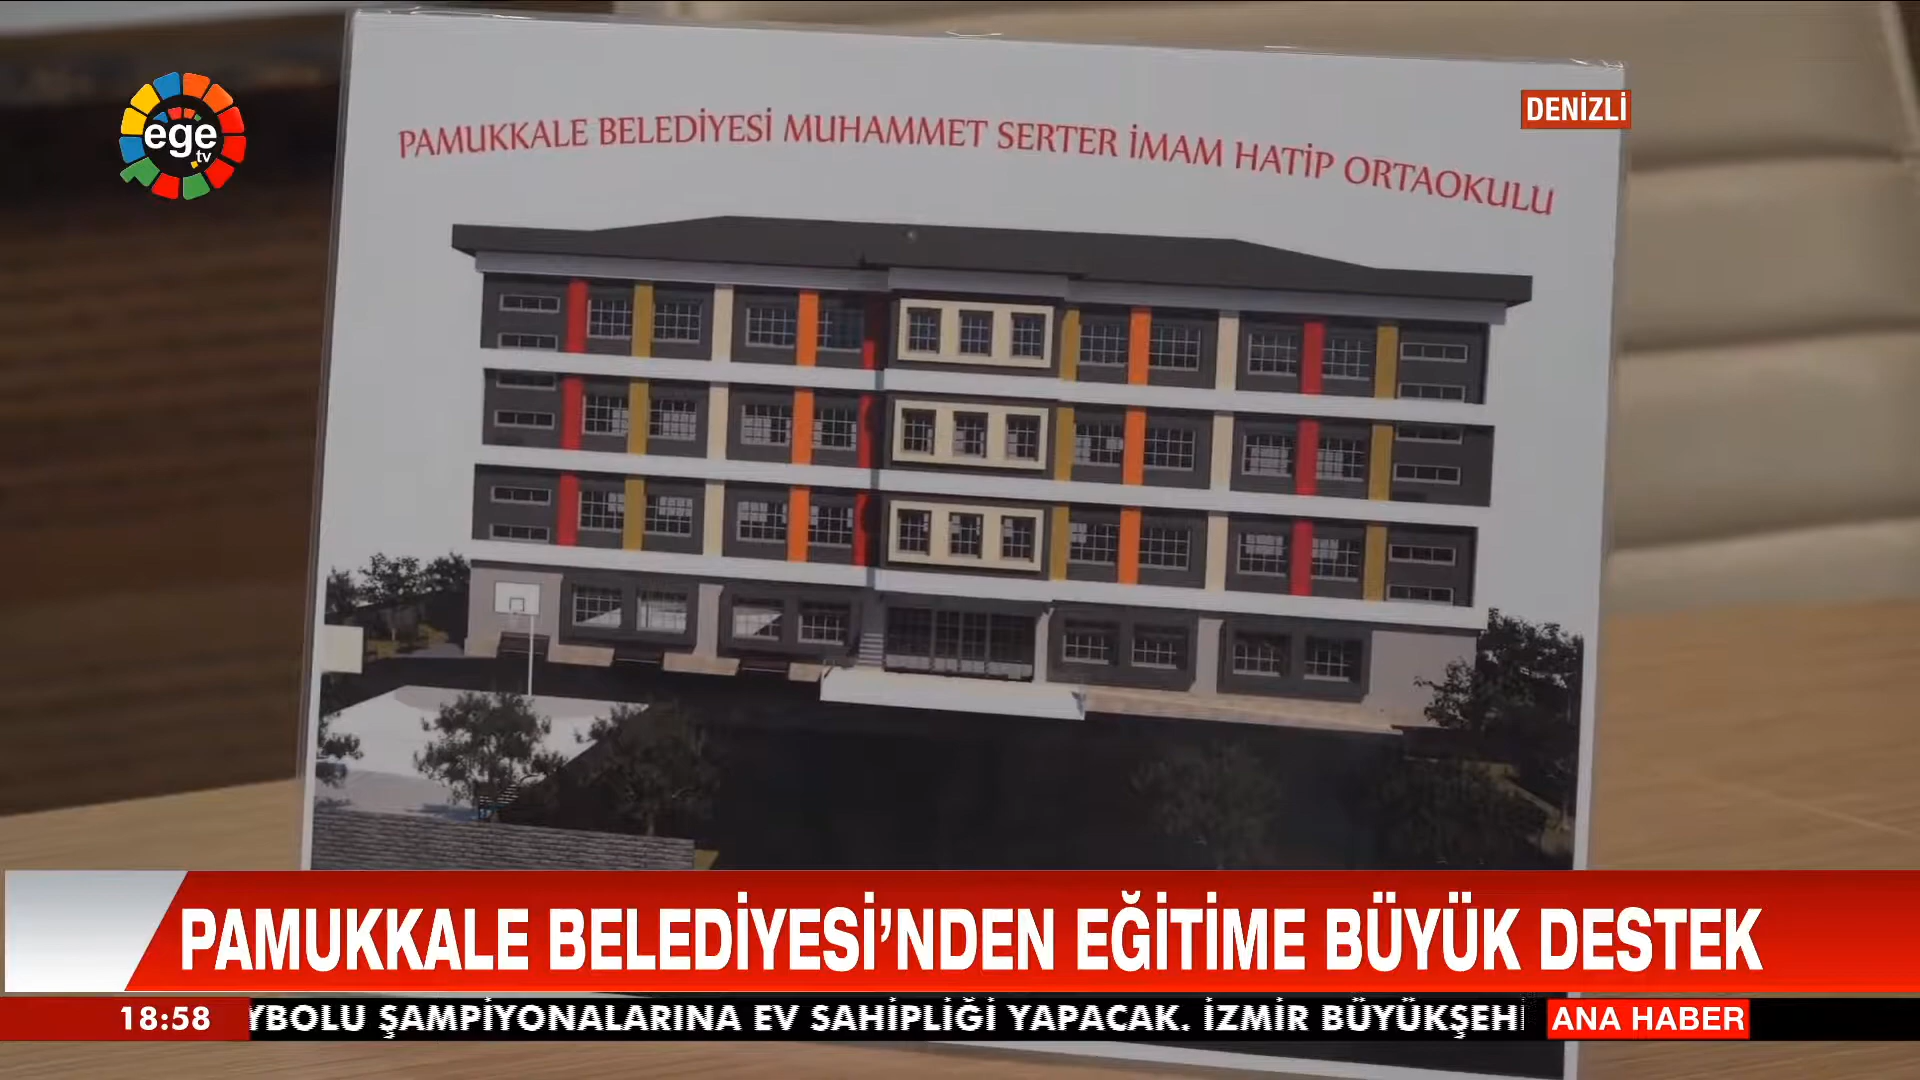 ege
tv
DENİZLİ
PAMUKKALE BELEDİYESİ MUHAMMET SERTER İMAM HATİP ORTAOKULU
PAMUKKALE BELEDİYESİ’NDEN EĞİTİME BÜYÜK DESTEK
18:58
YBOLU ŞAMPİYONALARINA EV SAHİPLİĞİ YAPACAK. İZMİR BÜYÜKŞEHİ
ANA HABER